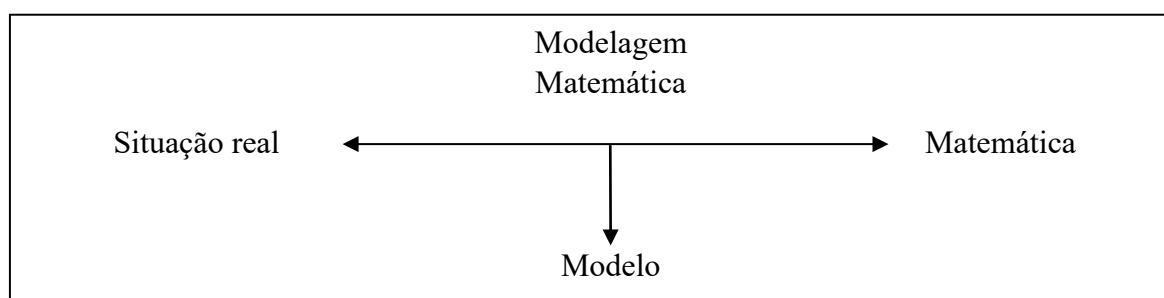 Modelagem
Matemática
Situação real
Matemática
Modelo